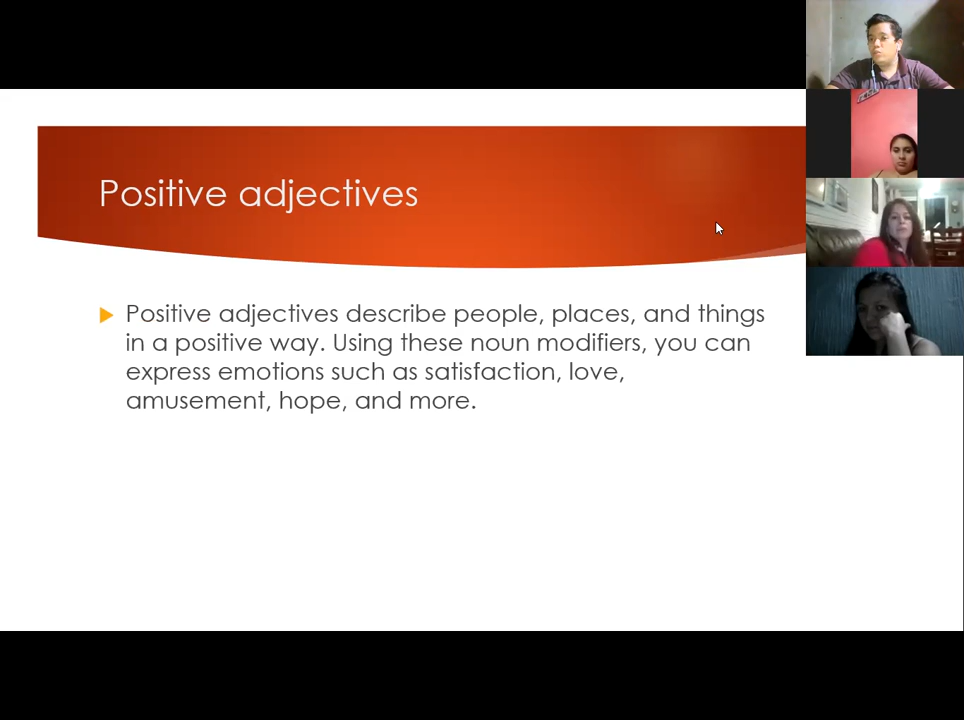 Positive adjectives
Positive adjectives describe people, places, and things
in a positive way. Using these noun modifiers, you can
express emotions such as satisfaction, love,
amusement, hope, and more.